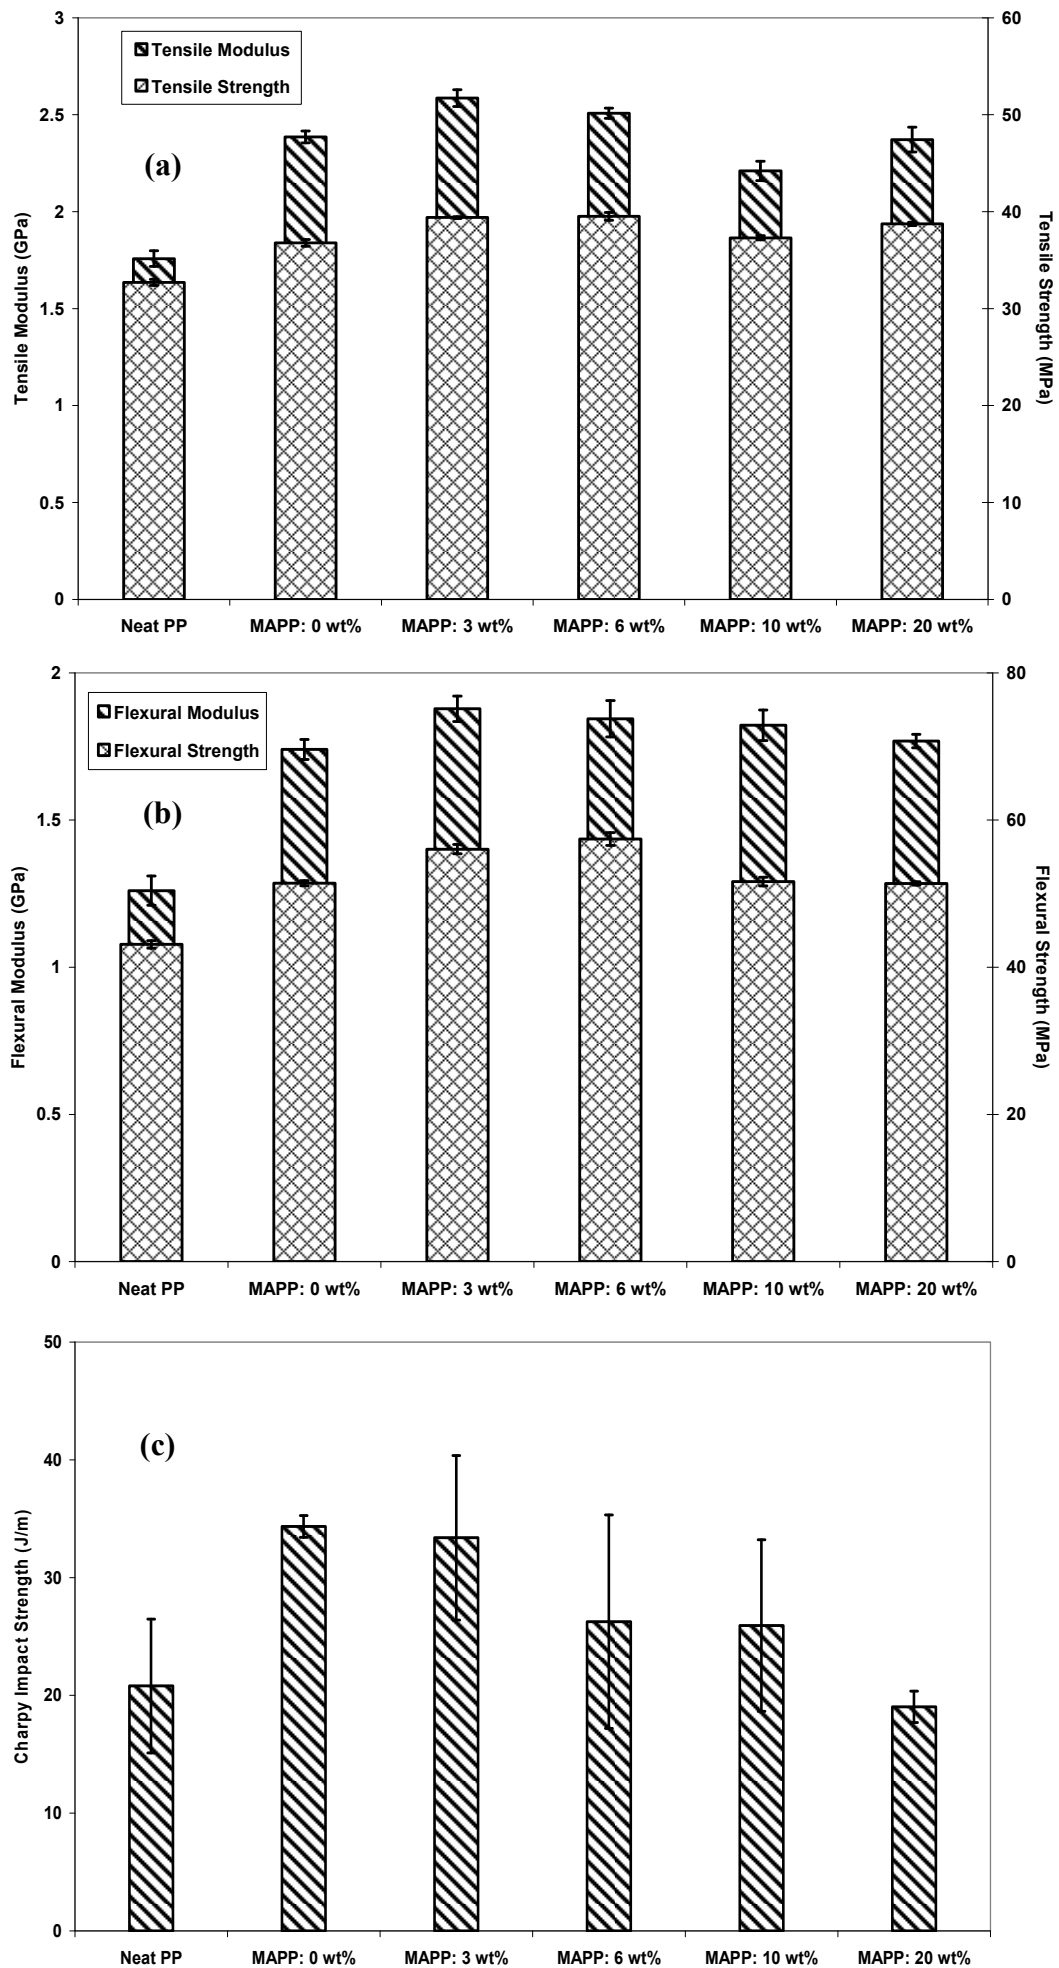 3
2.5
2
1.5
1
0.5
0
Tensile Modulus (GPa)
Tensile Modulus
Tensile Strength
(a)
60
50
40
30
20
10
0
Tensile Strength (MPa)
Neat PP MAPP: 0 wt% MAPP: 3 wt% MAPP: 6 wt% MAPP: 10 wt% MAPP: 20 wt%
2
1.5
1
0.5
0
Flexural Modulus (GPa)
Flexural Modulus
Flexural Strength
(b)
80
60
40
20
0
Flexural Strength (MPa)
Neat PP MAPP: 0 wt% MAPP: 3 wt% MAPP: 6 wt% MAPP: 10 wt% MAPP: 20 wt%
50
40
30
20
10
0
Charpy Impact Strength (J/m)
(c)
Neat PP MAPP: 0 wt% MAPP: 3 wt% MAPP: 6 wt% MAPP: 10 wt% MAPP: 20 wt%